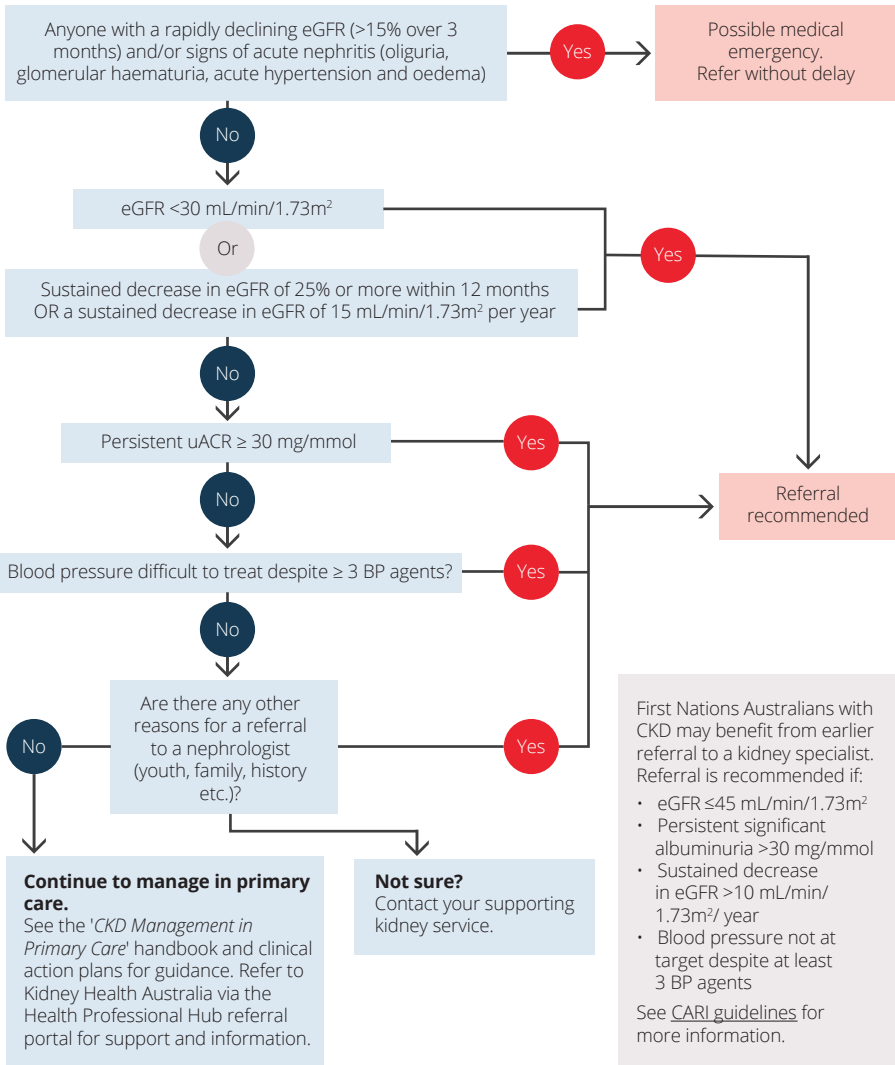 Anyone with a rapidly declining eGFR (>15% over 3
months) and/or signs of acute nephritis (oliguria,
glomerular haematuria, acute hypertension and oedema)
Yes
Possible medical
emergency.
Refer without delay
No
eGFR <30 mL/min/1.73m²
Or
Yes
Sustained decrease in eGFR of 25% or more within 12 months
OR a sustained decrease in eGFR of 15 mL/min/1.73m² per year
No
Persistent uACR ≥ 30 mg/mmol
Yes
No
Referral
recommended
Blood pressure difficult to treat despite ≥ 3 BP agents?
Yes
No
Are there any other
reasons for a referral
to a nephrologist
(youth, family, history
etc.)?
No
Yes
Continue to manage in primary
care.
See the 'CKD Management in
Primary Care' handbook and clinical
action plans for guidance. Refer to
Kidney Health Australia via the
Health Professional Hub referral
portal for support and information.
Not sure?
Contact your supporting
kidney service.
First Nations Australians with
CKD may benefit from earlier
referral to a kidney specialist.
Referral is recommended if:
• eGFR ≤45 mL/min/1.73m²
• Persistent significant
albuminuria >30 mg/mmol
• Sustained decrease
in eGFR >10 mL/min/
1.73m²/ year
• Blood pressure not at
target despite at least
3 BP agents
See CARI guidelines for
more information.